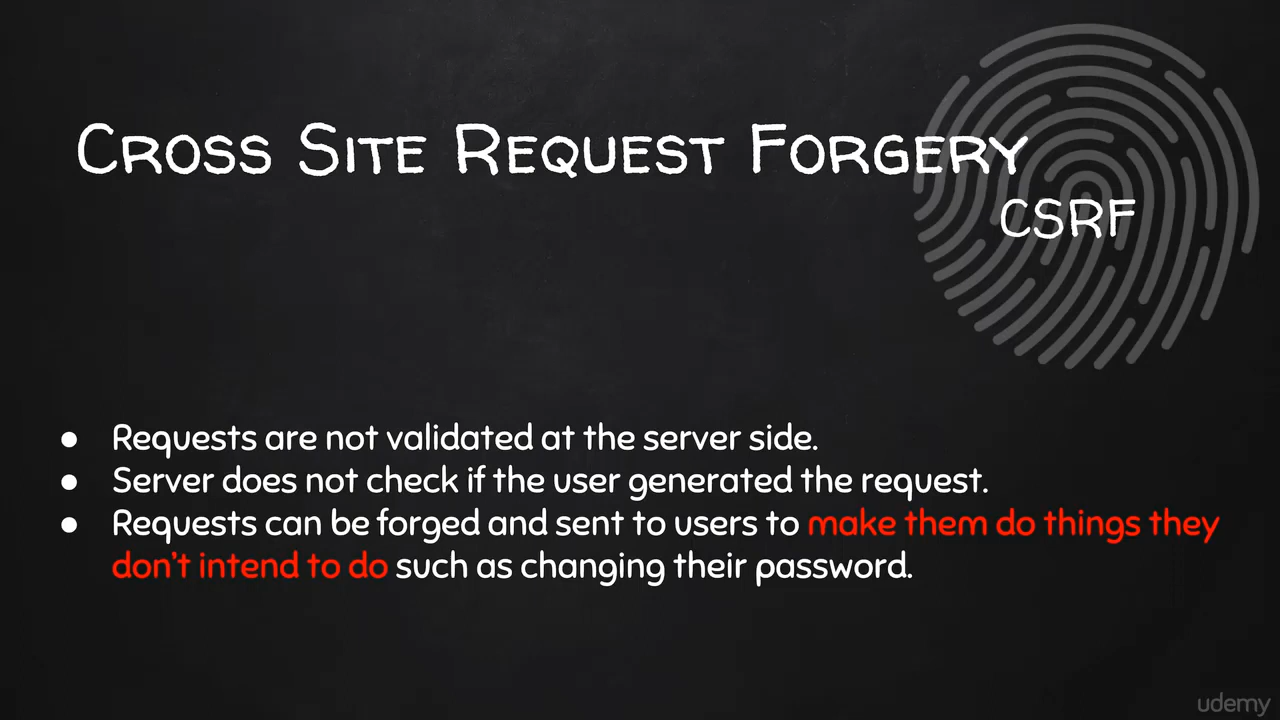 Cross Site Request Forgery
CSRF
● Requests are not validated at the server side.
● Server does not check if the user generated the request.
● Requests can be forged and sent to users to make them do things they
don't intend to do such as changing their password.
udemy